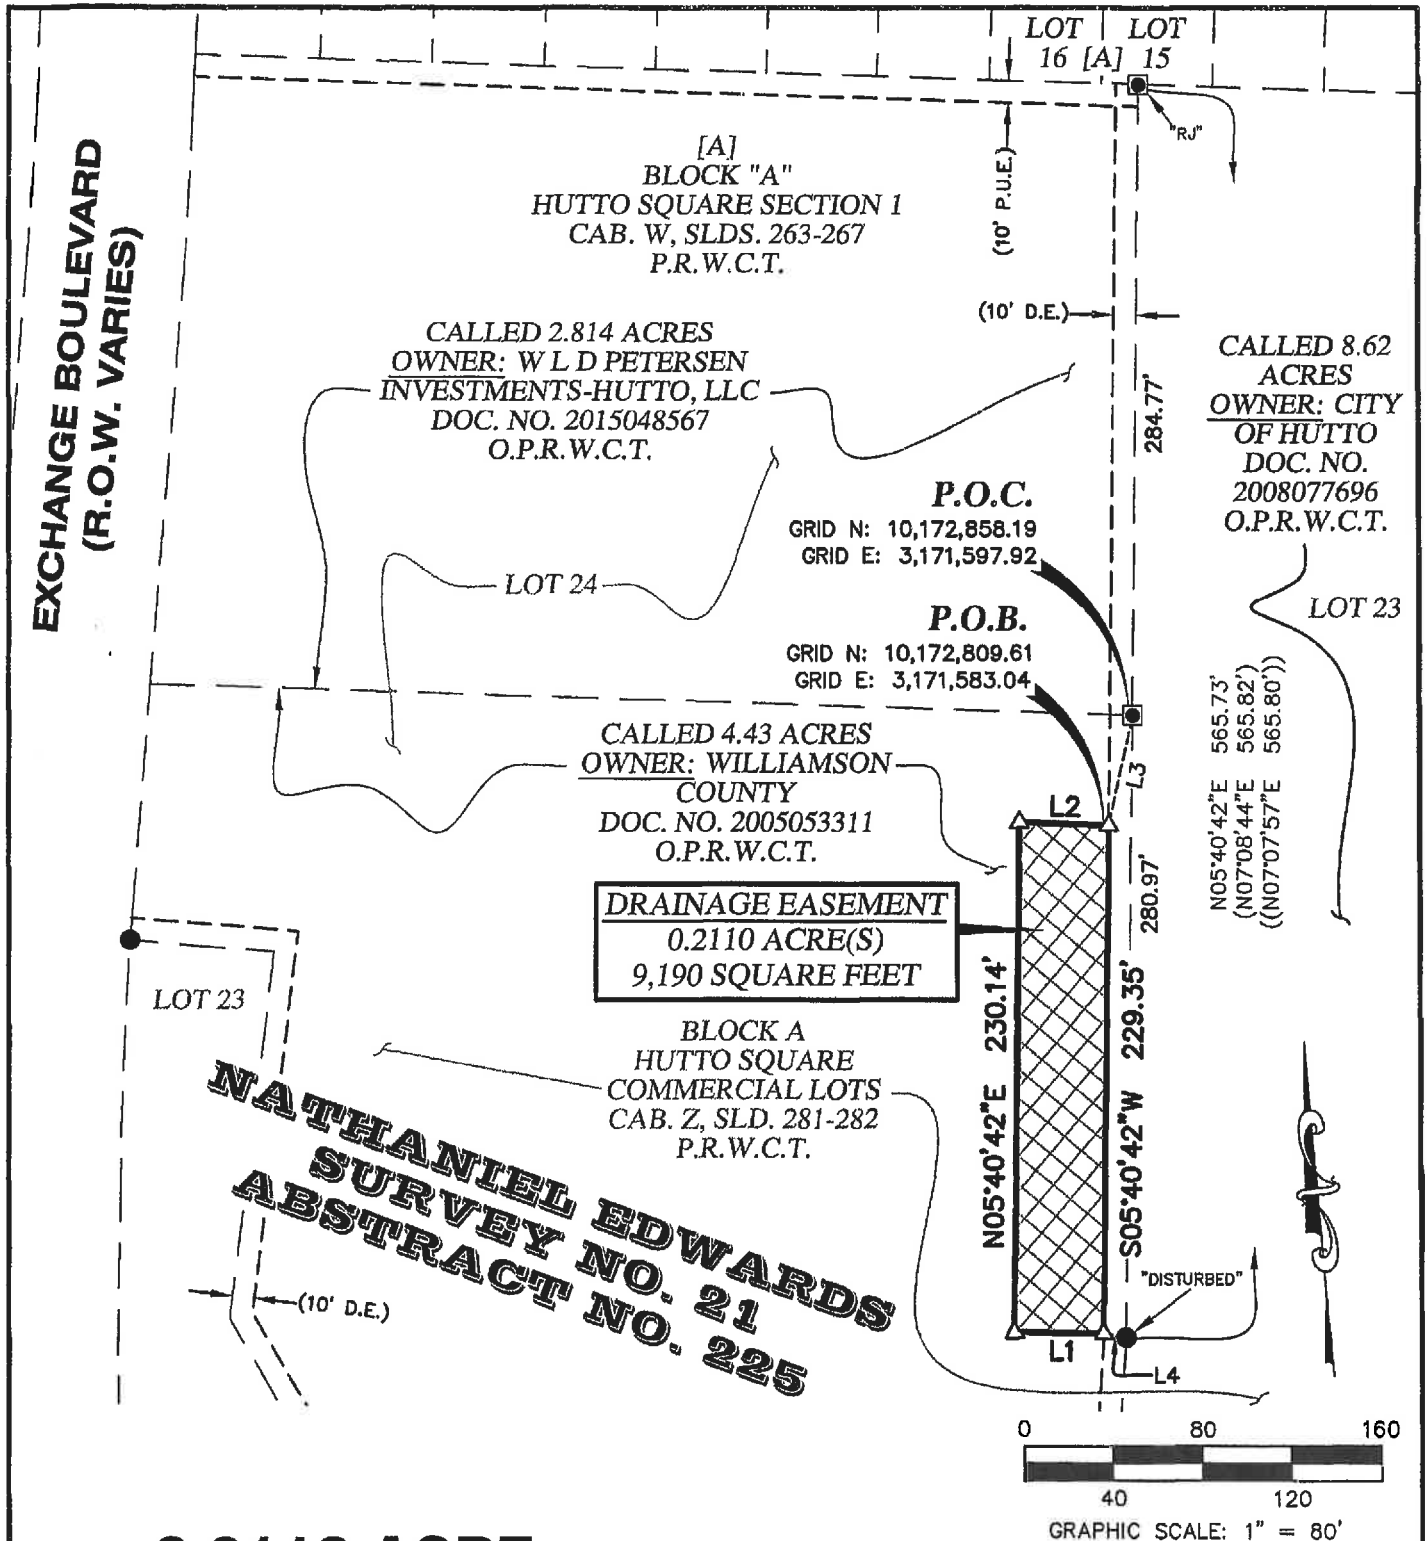 LOT LOT
16 [A] 15
"RJ"
[A]
BLOCK "A"
HUTTO SQUARE SECTION 1
CAB. W, SLDS. 263-267
P.R.W.C.T.
(10' P.U.E.)
(10' D.E.)
EXCHANGE BOULEVARD
(R.O.W. VARIES)
CALLED 2.814 ACRES
OWNER: W L D PETERSEN
INVESTMENTS-HUTTO, LLC
DOC. NO. 2015048567
O.P.R.W.C.T.
284.77'
CALLED 8.62
ACRES
OWNER: CITY
OF HUTTO
DOC. NO.
2008077696
O.P.R.W.C.T.
P.O.C.
GRID N: 10,172,858.19
GRID E: 3,171,597.92
LOT 24
LOT 23
P.O.B.
GRID N: 10,172,809.61
GRID E: 3,171,583.04
N05°40'42"E 565.73'
(N07°08'44"E 565.82')
((N07°07'57"E 565.80'))
CALLED 4.43 ACRES
OWNER: WILLIAMSON
COUNTY
DOC. NO. 2005053311
O.P.R.W.C.T.
L3
L2
280.97'
DRAINAGE EASEMENT
0.2110 ACRE(S)
9,190 SQUARE FEET
LOT 23
N05°40'42"E 230.14'
S05°40'42"W 229.35'
BLOCK A
HUTTO SQUARE
COMMERCIAL LOTS
CAB. Z, SLD. 281-282
P.R.W.C.T.
NATHANIEL EDWARDS
SURVEY NO. 21
ABSTRACT NO. 225
(10' D.E.)
"DISTURBED"
L1
L4
0 80 160
40 120
GRAPHIC SCALE: 1" = 80'